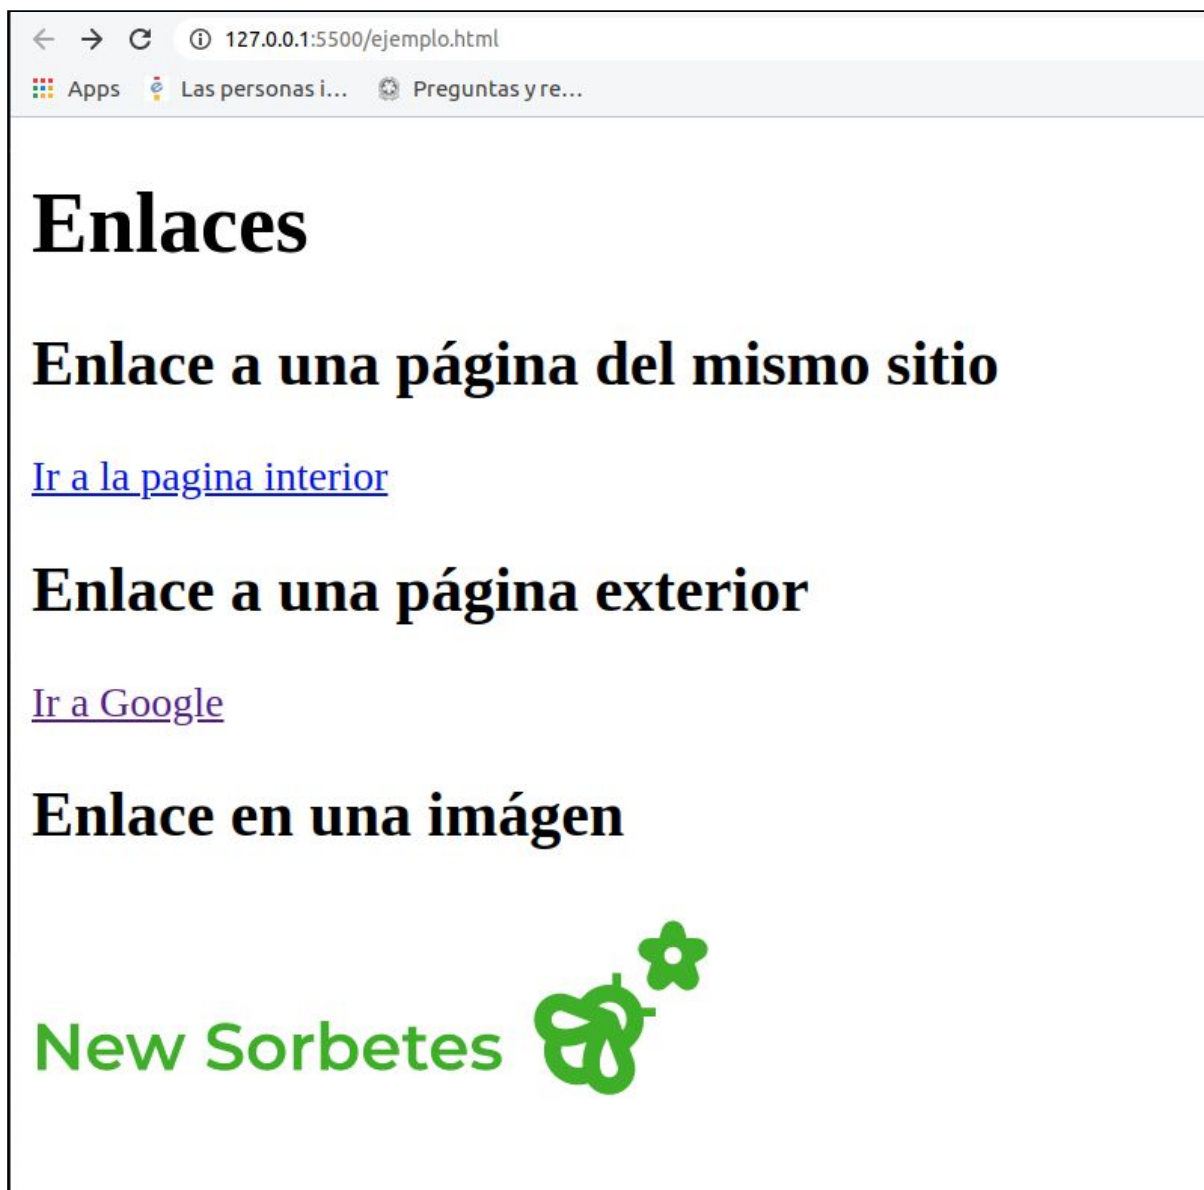 127.0.0.1:5500/ejemplo.html
Apps Las personas i... Preguntas y re...
Enlaces
Enlace a una página del mismo sitio
Ir a la pagina interior
Enlace a una página exterior
Ir a Google
Enlace en una imágen
New Sorbetes